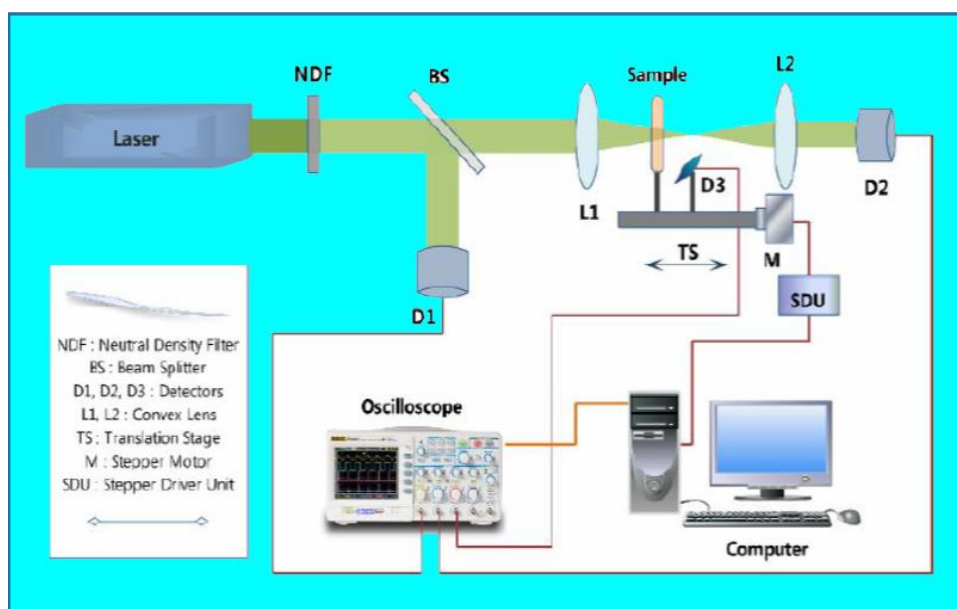 NDF
BS
Sample
L2
Laser
L1
D3
D2
TS
M
D1
SDU
NDF : Neutral Density Filter
BS : Beam Splitter
D1, D2, D3 : Detectors
L1, L2 : Convex Lens
TS : Translation Stage
M : Stepper Motor
SDU : Stepper Driver Unit
Oscilloscope
Computer